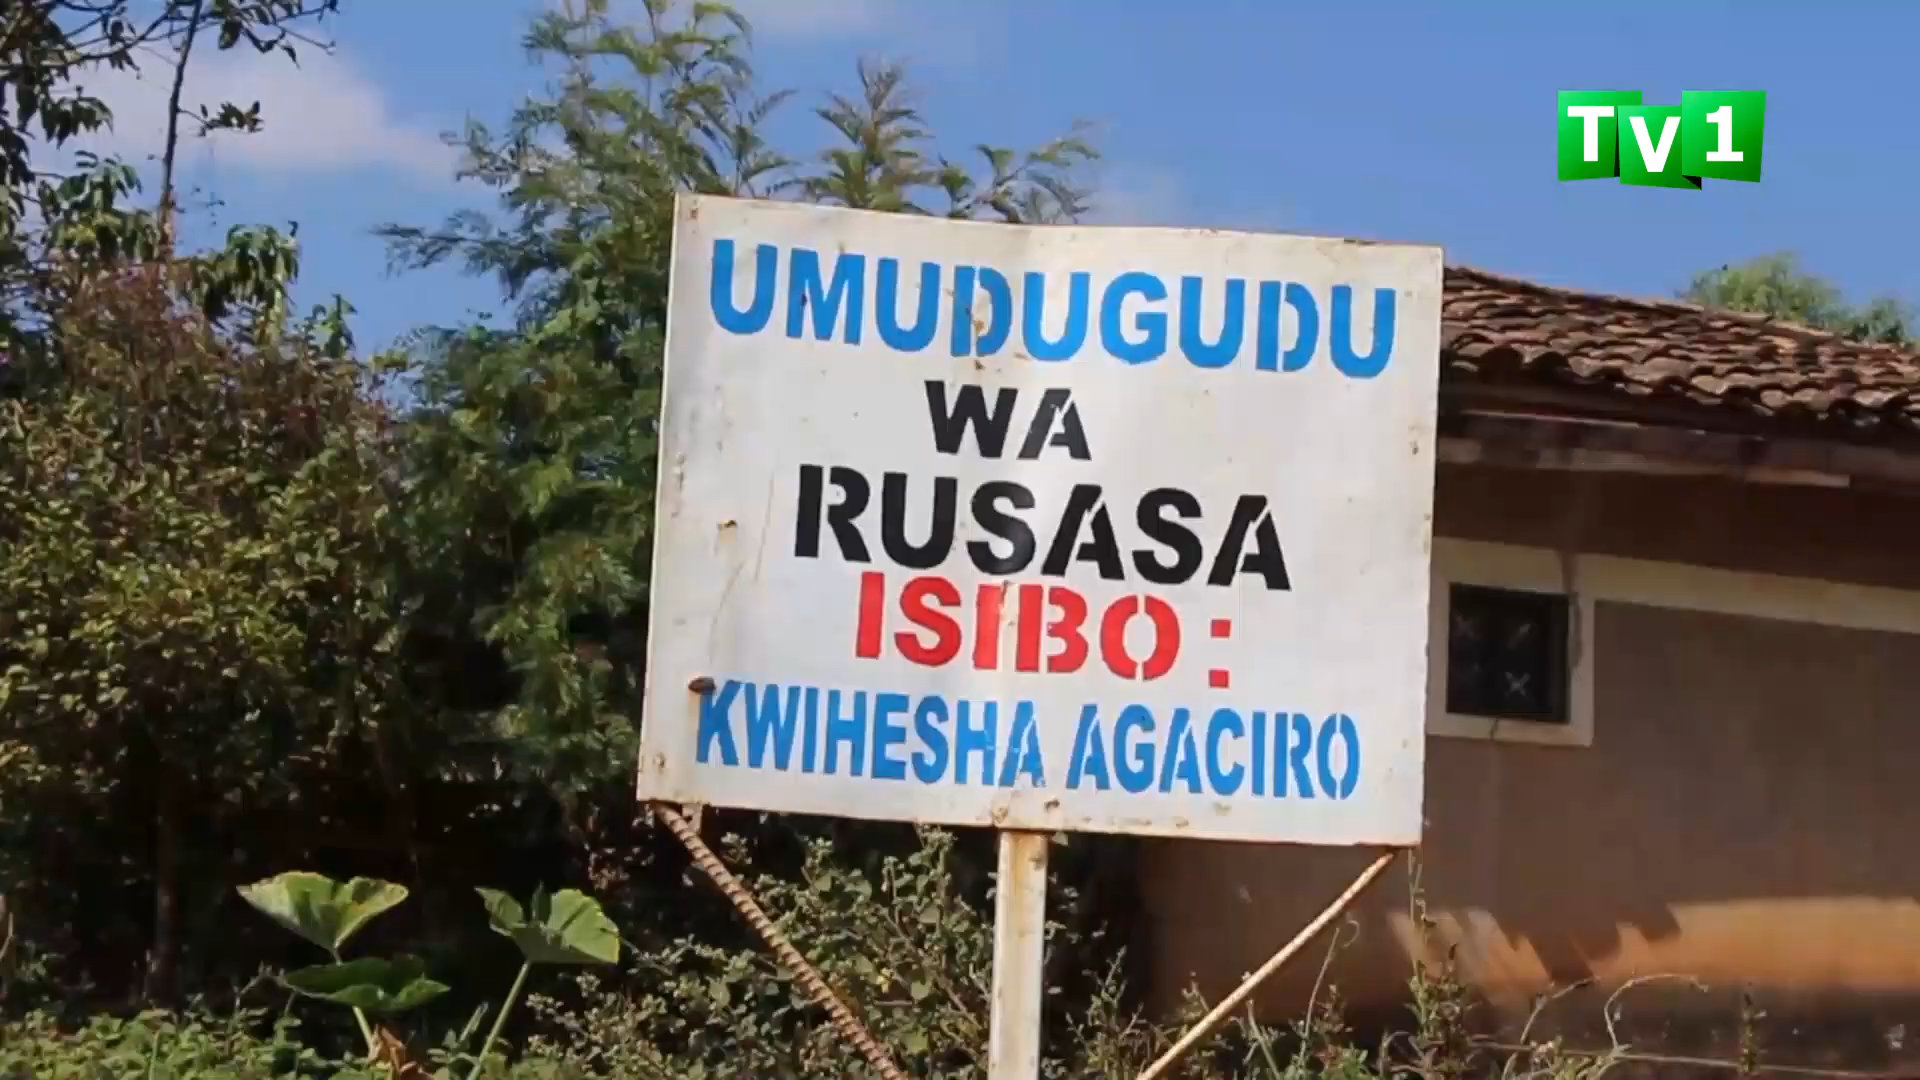 TV1
UMUDUGUDU
WA
RUSASA
ISIBO:
KWIHESHA AGACIRO